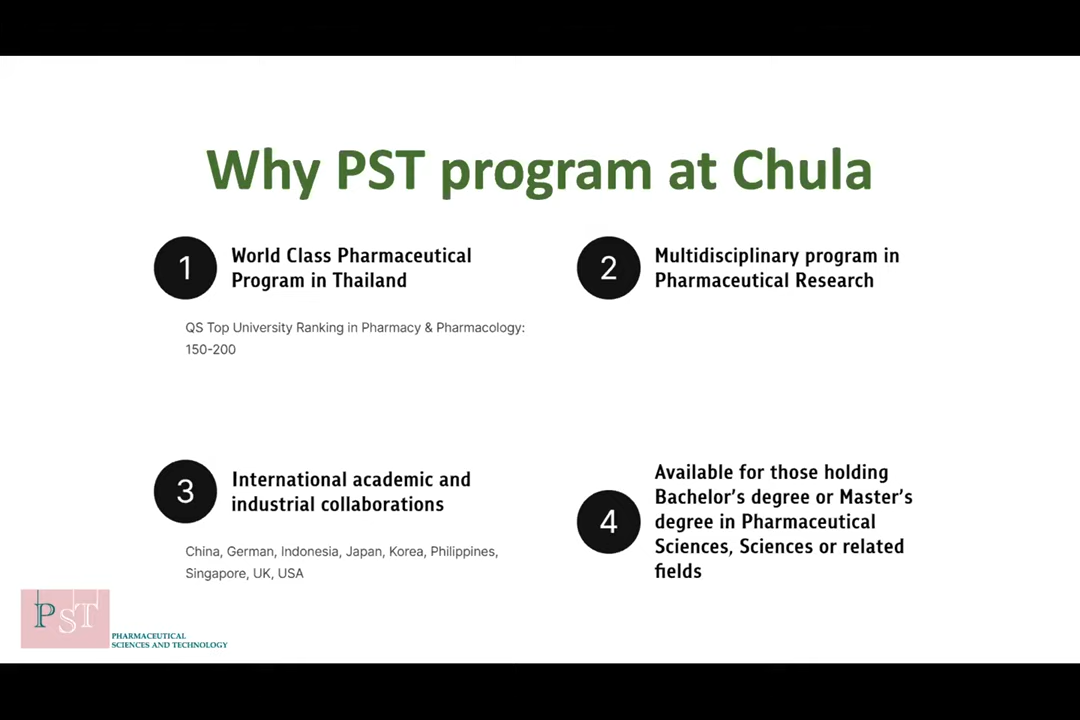 Why PST program at Chula
1
World Class Pharmaceutical
Program in Thailand
QS Top University Ranking in Pharmacy & Pharmacology:
150-200
2
Multidisciplinary program in
Pharmaceutical Research
3
International academic and
industrial collaborations
China, German, Indonesia, Japan, Korea, Philippines,
Singapore, UK, USA
4
Available for those holding
Bachelor's degree or Master's
degree in Pharmaceutical
Sciences, Sciences or related
fields
PST
PHARMACEUTICAL
SCIENCES AND TECHNOLOGY